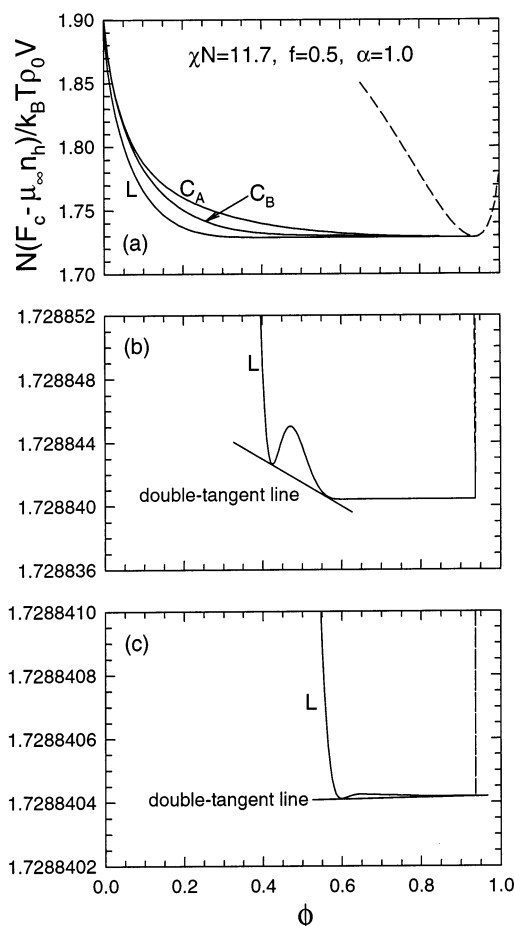 N(F_c - μ_∞ n_h)/k_B Tρ_0 V
1.90
1.85
1.80
1.75
1.70
χN=11.7, f=0.5, α=1.0
L
C_A
C_B
(a)
1.728852
1.728848
1.728844
1.728840
1.728836
(b)
L
double-tangent line
1.7288410
1.7288408
1.7288406
1.7288404
1.7288402
(c)
L
double-tangent line
0.0 0.2 0.4 0.6 0.8 1.0
ϕ